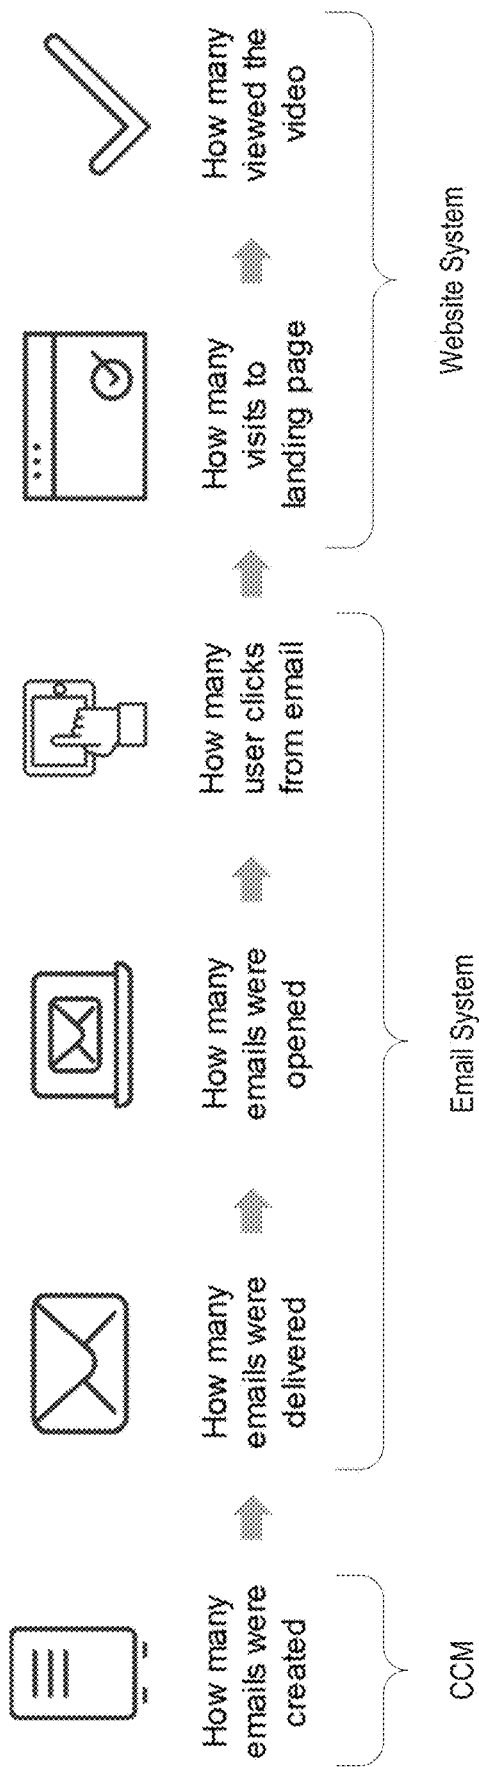 How many
emails were
created
How many
emails were
delivered
How many
emails were
opened
How many
user clicks
from email
How many
visits to
landing page
How many
viewed the
video
CCM
Email System
Website System